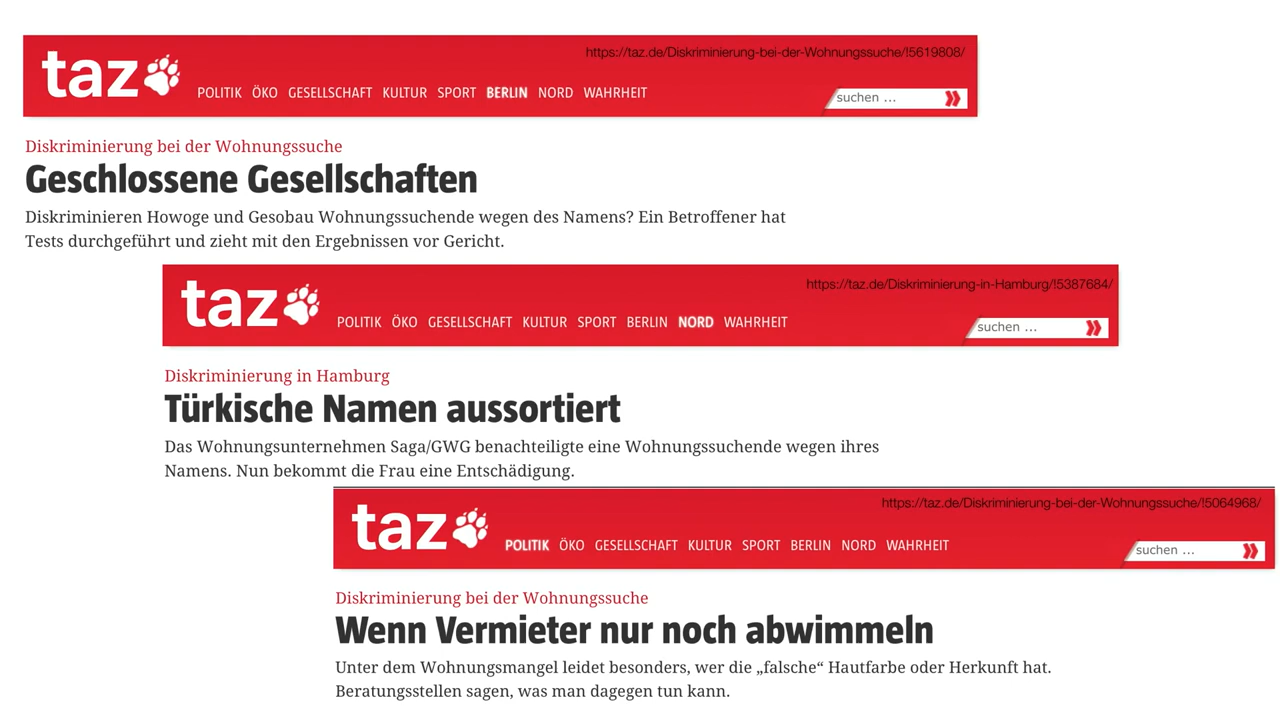 https://taz.de/Diskriminierung-bei-der-Wohnungssuche/!5619808/
taz
POLITIK ÖKO GESELLSCHAFT KULTUR SPORT BERLIN NORD WAHRHEIT
suchen ...
Diskriminierung bei der Wohnungssuche
Geschlossene Gesellschaften
Diskriminieren Howoge und Gesobau Wohnungssuchende wegen des Namens? Ein Betroffener hat
Tests durchgeführt und zieht mit den Ergebnissen vor Gericht.
https://taz.de/Diskriminierung-in-Hamburg/!5387684/
taz
POLITIK ÖKO GESELLSCHAFT KULTUR SPORT BERLIN NORD WAHRHEIT
suchen ...
Diskriminierung in Hamburg
Türkische Namen aussortiert
Das Wohnungsunternehmen Saga/GWG benachteiligte eine Wohnungssuchende wegen ihres
Namens. Nun bekommt die Frau eine Entschädigung.
https://taz.de/Diskriminierung-bei-der-Wohnungssuche/!5064968/
taz
POLITIK ÖKO GESELLSCHAFT KULTUR SPORT BERLIN NORD WAHRHEIT
suchen ...
Diskriminierung bei der Wohnungssuche
Wenn Vermieter nur noch abwimmeln
Unter dem Wohnungsmangel leidet besonders, wer die „falsche“ Hautfarbe oder Herkunft hat.
Beratungsstellen sagen, was man dagegen tun kann.